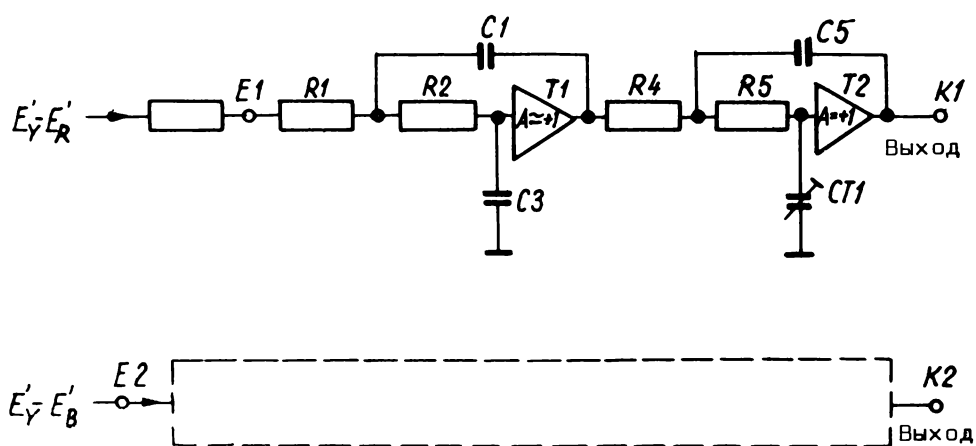 C1
C5
E'Y-E'R
E1
R1
R2
T1
A≃+1
R4
R5
T2
A=+1
K1
Выход
C3
CT1
E'Y-E'B
E2
K2
Выход